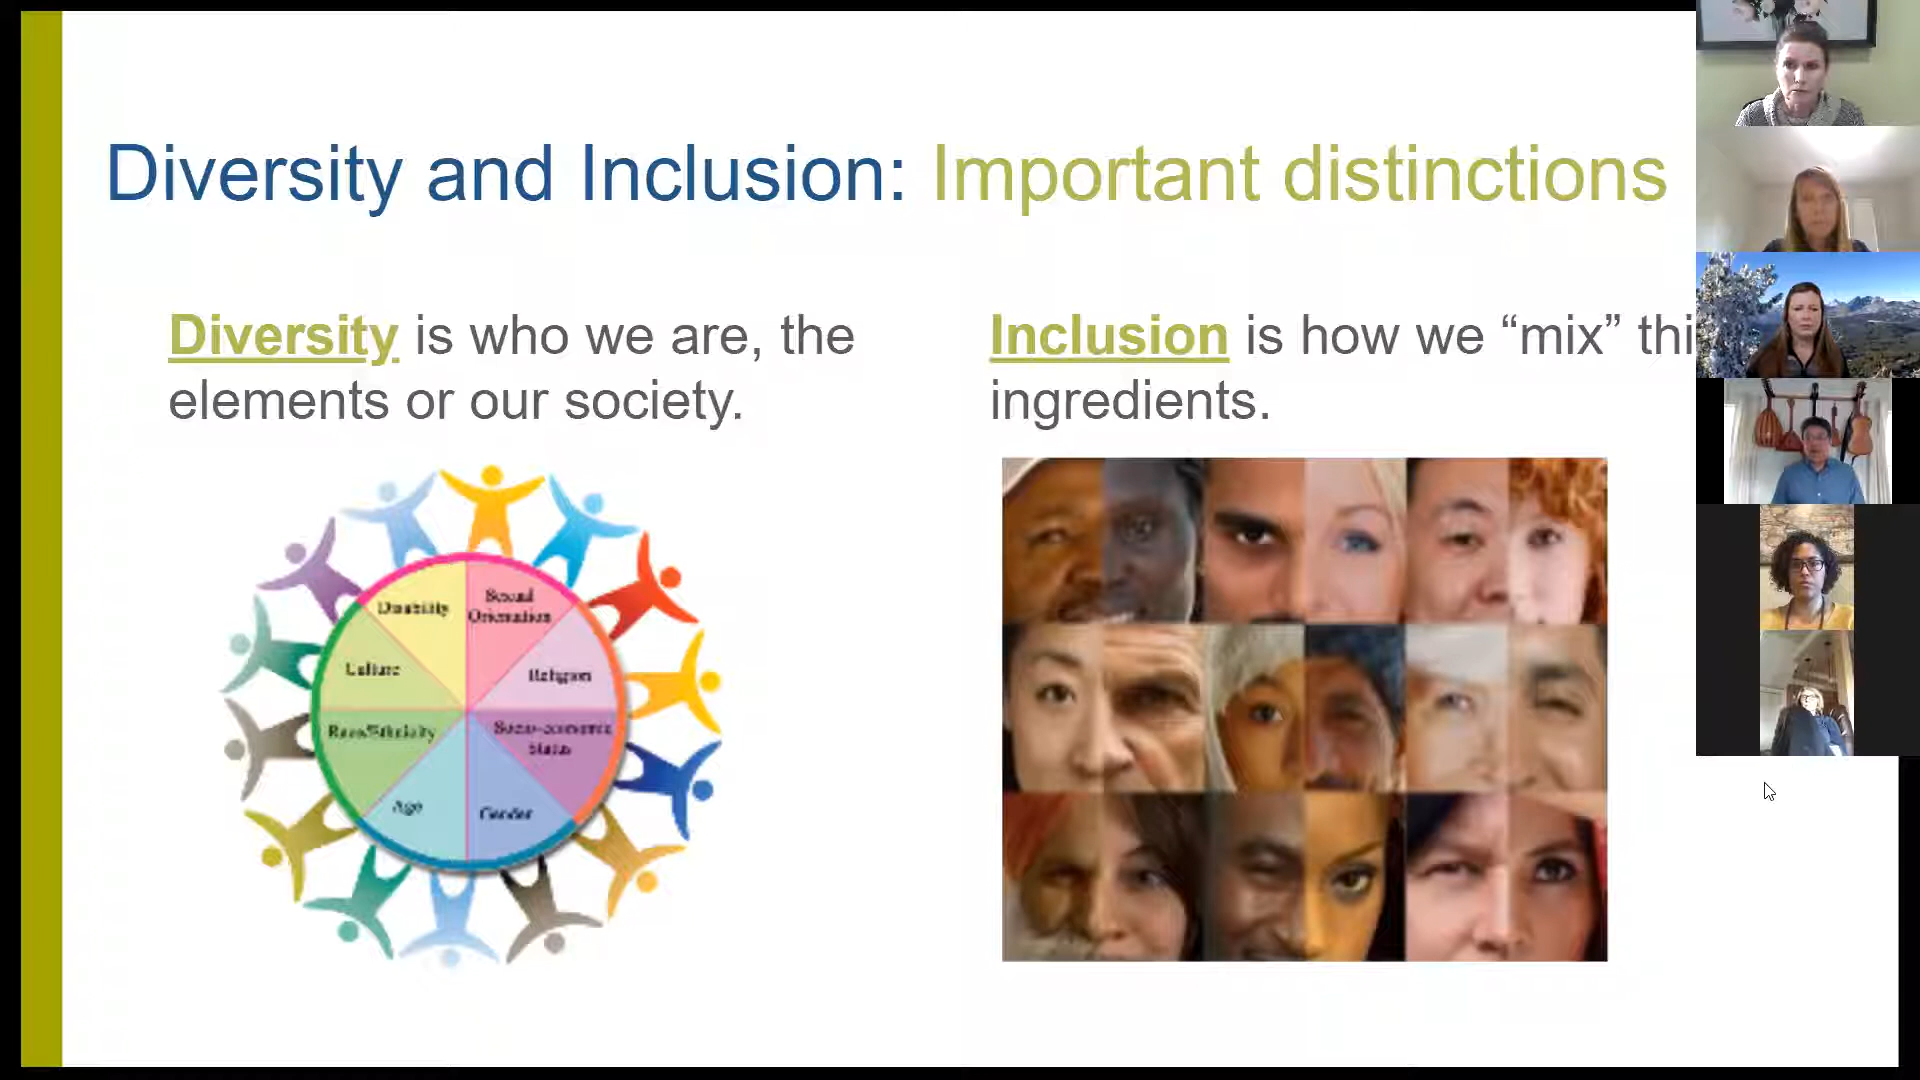 Diversity and Inclusion: Important distinctions
Diversity is who we are, the
elements or our society.
Inclusion is how we “mix” thi
ingredients.
Disability
Sexual
Orientation
Culture
Religion
Race/Ethnicity
Socio-economic
Status
Age
Gender